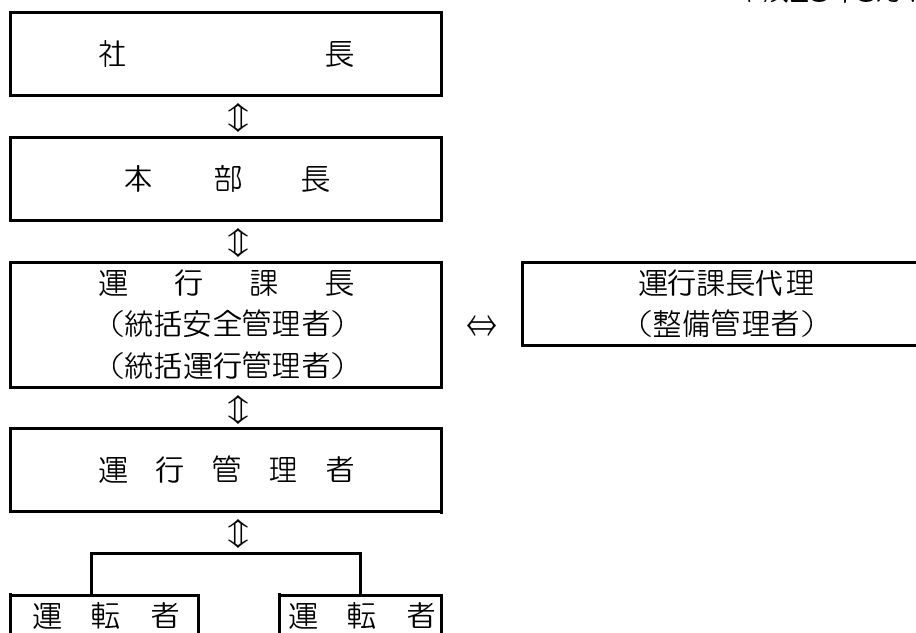 社長
⇕
本部長
⇕
運行課長
（統括安全管理者）
（統括運行管理者）
⇔
運行課長代理
（整備管理者）
⇕
運行管理者
⇕
運転者 運転者